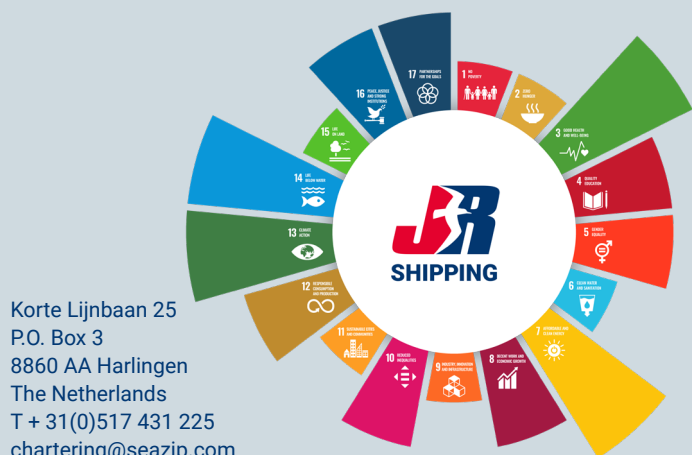 17 PARTNERSHIPS
FOR THE GOALS
1 NO
POVERTY
2 ZERO
HUNGER
16 PEACE, JUSTICE
AND STRONG
INSTITUTIONS
3 GOOD HEALTH
AND WELL-BEING
15 LIFE
ON LAND
4 QUALITY
EDUCATION
14 LIFE
BELOW WATER
5 GENDER
EQUALITY
13 CLIMATE
ACTION
JR
SHIPPING
6 CLEAN WATER
AND SANITATION
12 RESPONSIBLE
CONSUMPTION
AND PRODUCTION
7 AFFORDABLE AND
CLEAN ENERGY
11 SUSTAINABLE CITIES
AND COMMUNITIES
10 REDUCED
INEQUALITIES
9 INDUSTRY, INNOVATION
AND INFRASTRUCTURE
8 DECENT WORK AND
ECONOMIC GROWTH
Korte Lijnbaan 25
P.O. Box 3
8860 AA Harlingen
The Netherlands
T + 31(0)517 431 225
chartering@seazip.com